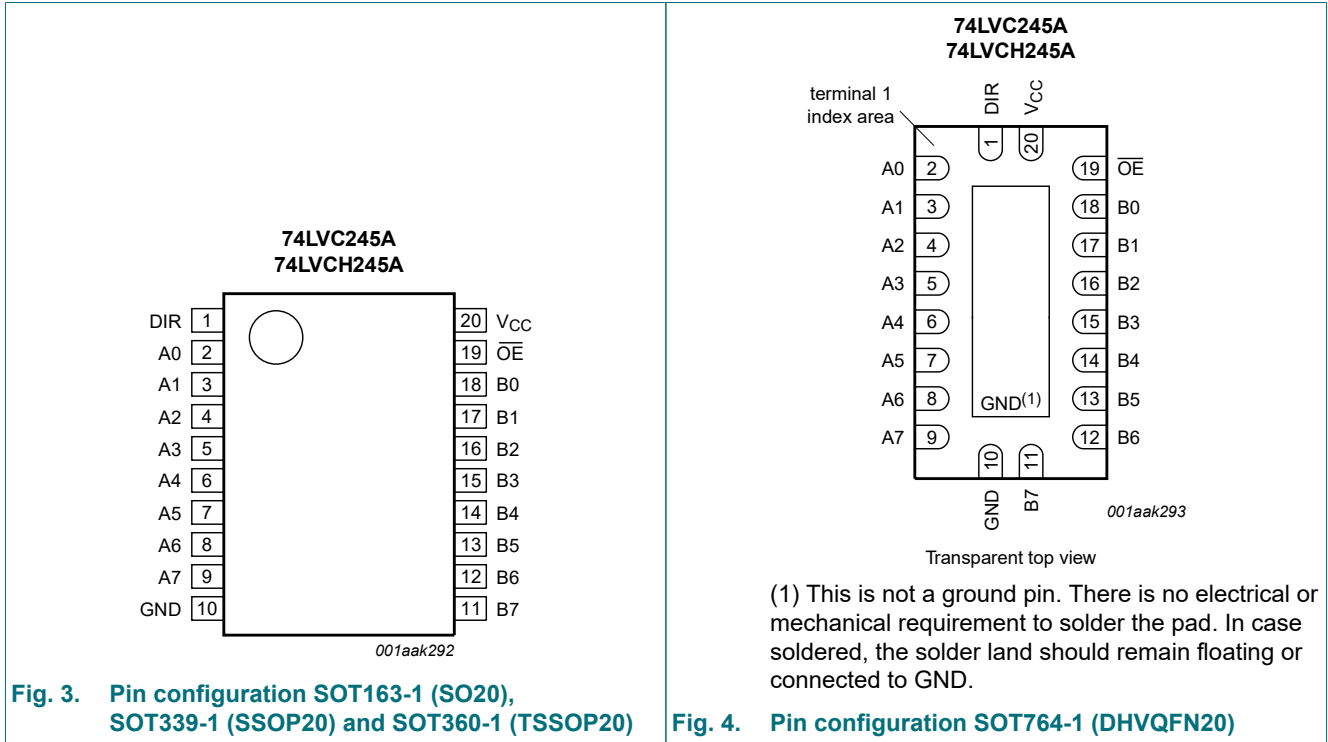 74LVC245A
74LVCH245A
DIR 1
20 VCC
A0 2
19 OE
A1 3
18 B0
A2 4
17 B1
A3 5
16 B2
A4 6
15 B3
A5 7
14 B4
A6 8
13 B5
A7 9
12 B6
GND 10
11 B7
001aak292
Fig. 3. Pin configuration SOT163-1 (SO20),
SOT339-1 (SSOP20) and SOT360-1 (TSSOP20)
74LVC245A
74LVCH245A
terminal 1
index area
DIR
VCC
1
20
A0 2
19 OE
A1 3
18 B0
A2 4
17 B1
A3 5
16 B2
A4 6
15 B3
A5 7
14 B4
A6 8
GND(1)
13 B5
A7 9
12 B6
10
11
GND
B7
001aak293
Transparent top view
(1) This is not a ground pin. There is no electrical or
mechanical requirement to solder the pad. In case
soldered, the solder land should remain floating or
connected to GND.
Fig. 4. Pin configuration SOT764-1 (DHVQFN20)